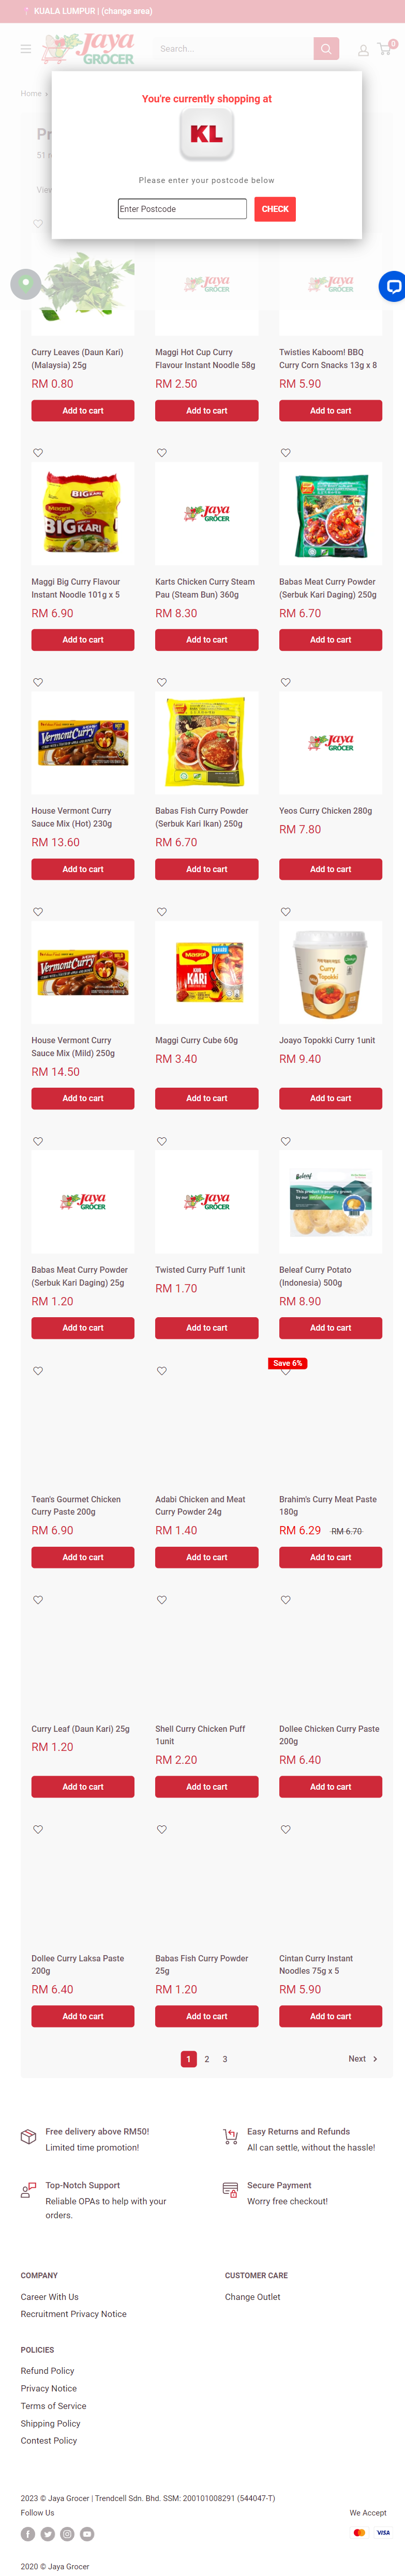 KUALA LUMPUR | (change area)
Jaya
GROCER
Search...
0
Home
You're currently shopping at
KL
Please enter your postcode below
Enter Postcode
CHECK
Curry Leaves (Daun Kari)
(Malaysia) 25g
RM 0.80
Add to cart
Maggi Hot Cup Curry
Flavour Instant Noodle 58g
RM 2.50
Add to cart
Twisties Kaboom! BBQ
Curry Corn Snacks 13g x 8
RM 5.90
Add to cart
Maggi Big Curry Flavour
Instant Noodle 101g x 5
RM 6.90
Add to cart
Karts Chicken Curry Steam
Pau (Steam Bun) 360g
RM 8.30
Add to cart
Babas Meat Curry Powder
(Serbuk Kari Daging) 250g
RM 6.70
Add to cart
House Vermont Curry
Sauce Mix (Hot) 230g
RM 13.60
Add to cart
Babas Fish Curry Powder
(Serbuk Kari Ikan) 250g
RM 6.70
Add to cart
Yeos Curry Chicken 280g
RM 7.80
Add to cart
House Vermont Curry
Sauce Mix (Mild) 250g
RM 14.50
Add to cart
Maggi Curry Cube 60g
RM 3.40
Add to cart
Joayo Topokki Curry 1unit
RM 9.40
Add to cart
Babas Meat Curry Powder
(Serbuk Kari Daging) 25g
RM 1.20
Add to cart
Twisted Curry Puff 1unit
RM 1.70
Add to cart
Beleaf Curry Potato
(Indonesia) 500g
RM 8.90
Add to cart
Tean's Gourmet Chicken
Curry Paste 200g
RM 6.90
Add to cart
Adabi Chicken and Meat
Curry Powder 24g
RM 1.40
Add to cart
Save 6%
Brahim's Curry Meat Paste
180g
RM 6.29 RM 6.70
Add to cart
Curry Leaf (Daun Kari) 25g
RM 1.20
Add to cart
Shell Curry Chicken Puff
1unit
RM 2.20
Add to cart
Dollee Chicken Curry Paste
200g
RM 6.40
Add to cart
Dollee Curry Laksa Paste
200g
RM 6.40
Add to cart
Babas Fish Curry Powder
25g
RM 1.20
Add to cart
Cintan Curry Instant
Noodles 75g x 5
RM 5.90
Add to cart
1 2 3 Next
Free delivery above RM50!
Limited time promotion!
Easy Returns and Refunds
All can settle, without the hassle!
Top-Notch Support
Reliable OPAs to help with your
orders.
Secure Payment
Worry free checkout!
COMPANY
Career With Us
Recruitment Privacy Notice
CUSTOMER CARE
Change Outlet
POLICIES
Refund Policy
Privacy Notice
Terms of Service
Shipping Policy
Contest Policy
2023 © Jaya Grocer | Trendcell Sdn. Bhd. SSM: 200101008291 (544047-T)
Follow Us
We Accept
VISA
2020 © Jaya Grocer